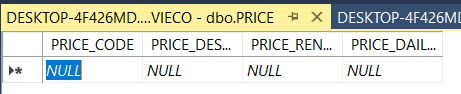 DESKTOP-4F426MD....VIECO - dbo.PRICE DESKTOP-4F426MD
PRICE_CODE PRICE_DES... PRICE_REN... PRICE_DAIL...
NULL NULL NULL NULL